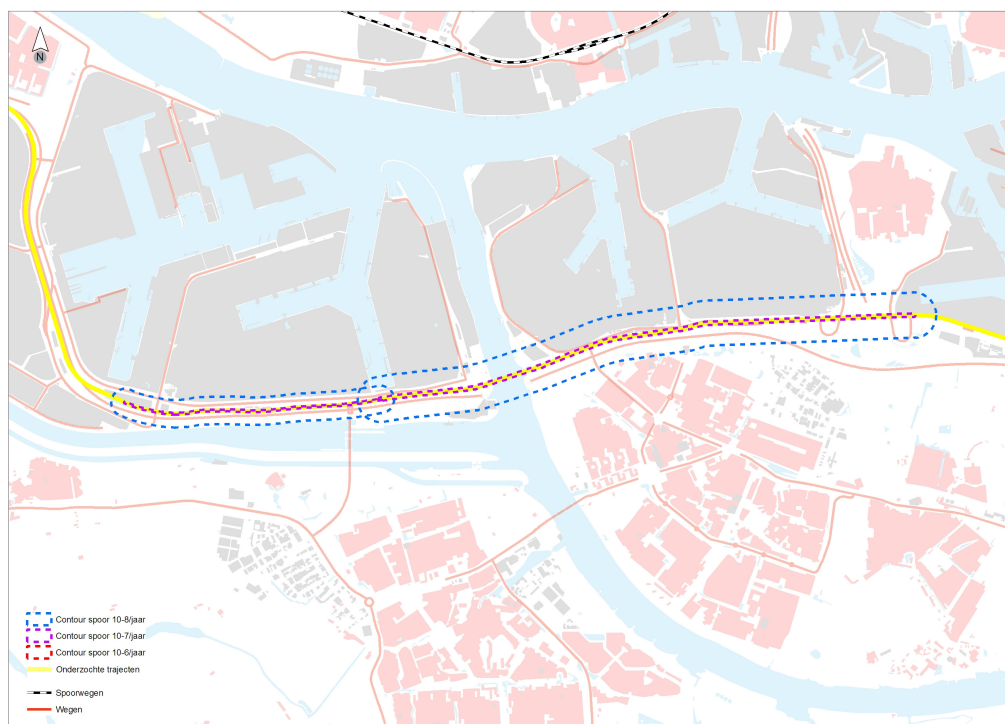 N
Contour spoor 10-8/jaar
Contour spoor 10-7/jaar
Contour spoor 10-6/jaar
Onderzochte trajecten
Spoorwegen
Wegen